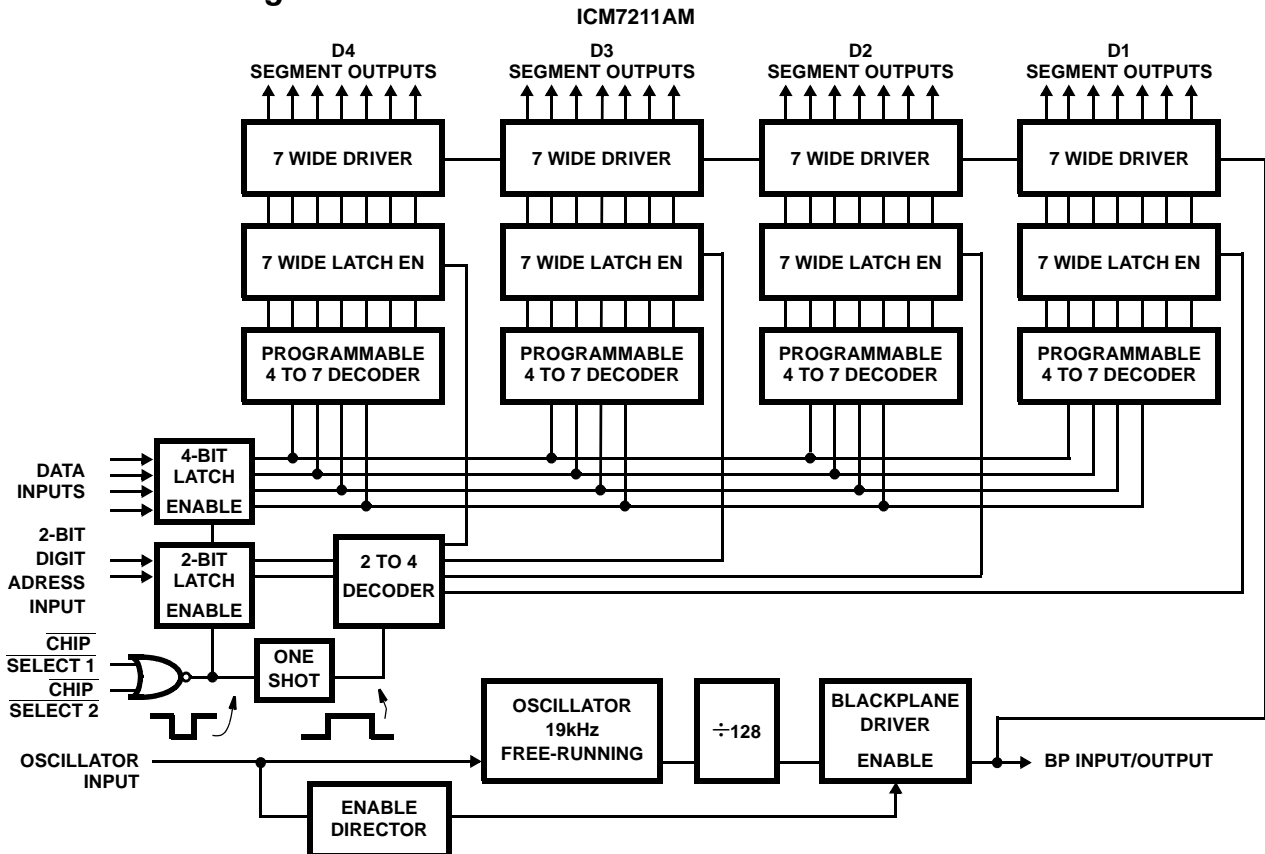 ICM7211AM
D4
SEGMENT OUTPUTS
D3
SEGMENT OUTPUTS
D2
SEGMENT OUTPUTS
D1
SEGMENT OUTPUTS
7 WIDE DRIVER
7 WIDE DRIVER
7 WIDE DRIVER
7 WIDE DRIVER
7 WIDE LATCH EN
7 WIDE LATCH EN
7 WIDE LATCH EN
7 WIDE LATCH EN
PROGRAMMABLE
4 TO 7 DECODER
PROGRAMMABLE
4 TO 7 DECODER
PROGRAMMABLE
4 TO 7 DECODER
PROGRAMMABLE
4 TO 7 DECODER
DATA
INPUTS
4-BIT
LATCH
ENABLE
2-BIT
DIGIT
ADRESS
INPUT
2-BIT
LATCH
ENABLE
2 TO 4
DECODER
CHIP
SELECT 1
CHIP
SELECT 2
ONE
SHOT
OSCILLATOR
19kHz
FREE-RUNNING
÷128
BLACKPLANE
DRIVER
ENABLE
BP INPUT/OUTPUT
OSCILLATOR
INPUT
ENABLE
DIRECTOR